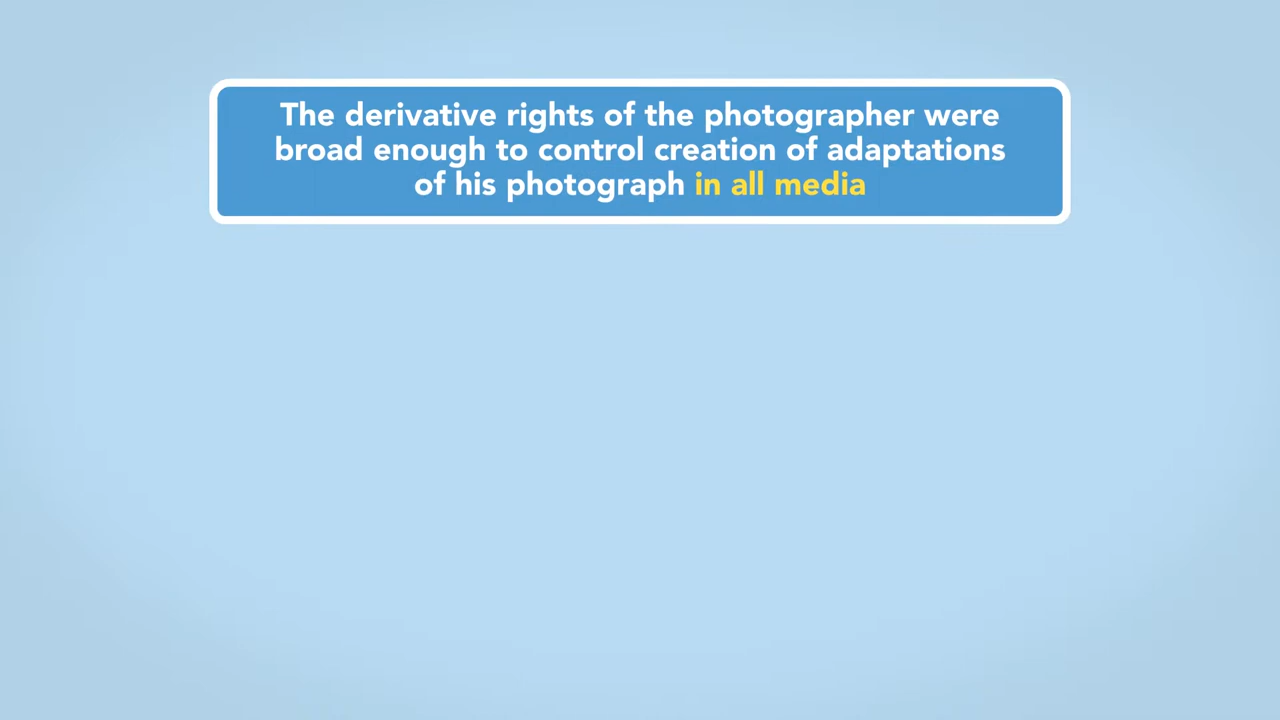 The derivative rights of the photographer were
broad enough to control creation of adaptations
of his photograph in all media